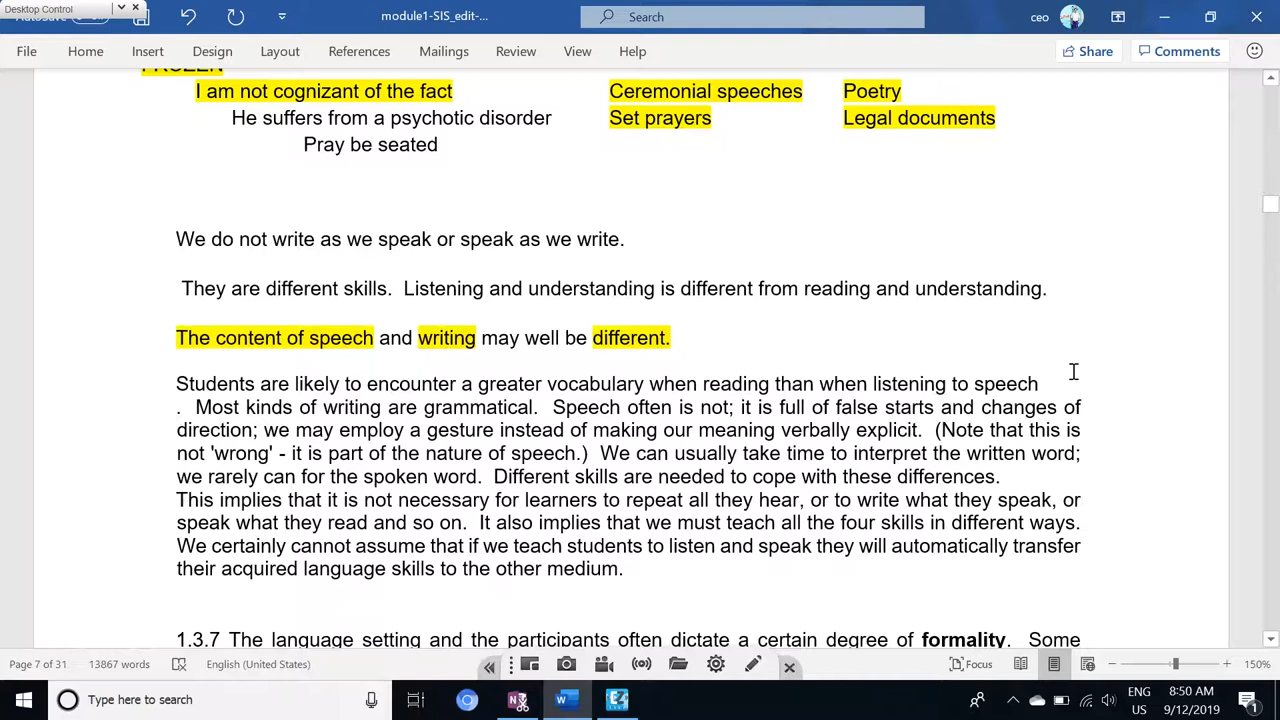 Desktop Control
AutoSave
module1-SIS_edit-...
Search
ceo
File Home Insert Design Layout References Mailings Review View Help Share Comments
FROZEN
I am not cognizant of the fact Ceremonial speeches Poetry
He suffers from a psychotic disorder Set prayers Legal documents
Pray be seated
We do not write as we speak or speak as we write.
They are different skills. Listening and understanding is different from reading and understanding.
The content of speech and writing may well be different.
Students are likely to encounter a greater vocabulary when reading than when listening to speech
. Most kinds of writing are grammatical. Speech often is not; it is full of false starts and changes of
direction; we may employ a gesture instead of making our meaning verbally explicit. (Note that this is
not 'wrong' - it is part of the nature of speech.) We can usually take time to interpret the written word;
we rarely can for the spoken word. Different skills are needed to cope with these differences.
This implies that it is not necessary for learners to repeat all they hear, or to write what they speak, or
speak what they read and so on. It also implies that we must teach all the four skills in different ways.
We certainly cannot assume that if we teach students to listen and speak they will automatically transfer
their acquired language skills to the other medium.
1.3.7 The language setting and the participants often dictate a certain degree of formality. Some
Page 7 of 31 13867 words English (United States) Focus 150%
Type here to search
ENG 8:50 AM
US 9/12/2019